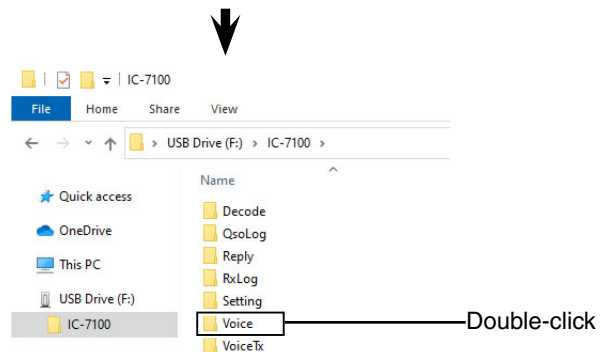 IC-7100
File Home Share View
USB Drive (F:) > IC-7100 >
Name
Quick access
OneDrive
This PC
USB Drive (F:)
IC-7100
Decode
QsoLog
Reply
RxLog
Setting
Voice
VoiceTx
Double-click